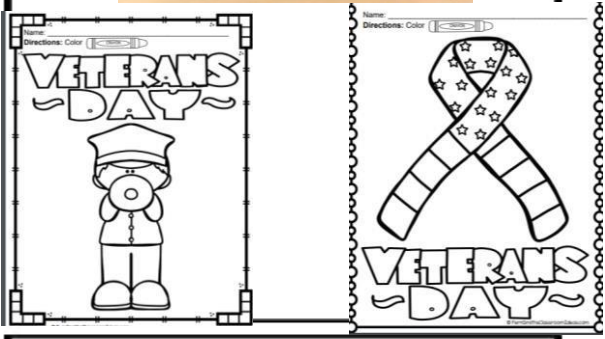 Name:
Directions: Color
VETERANS
DAY
Name:
Directions: Color
VETERANS
DAY